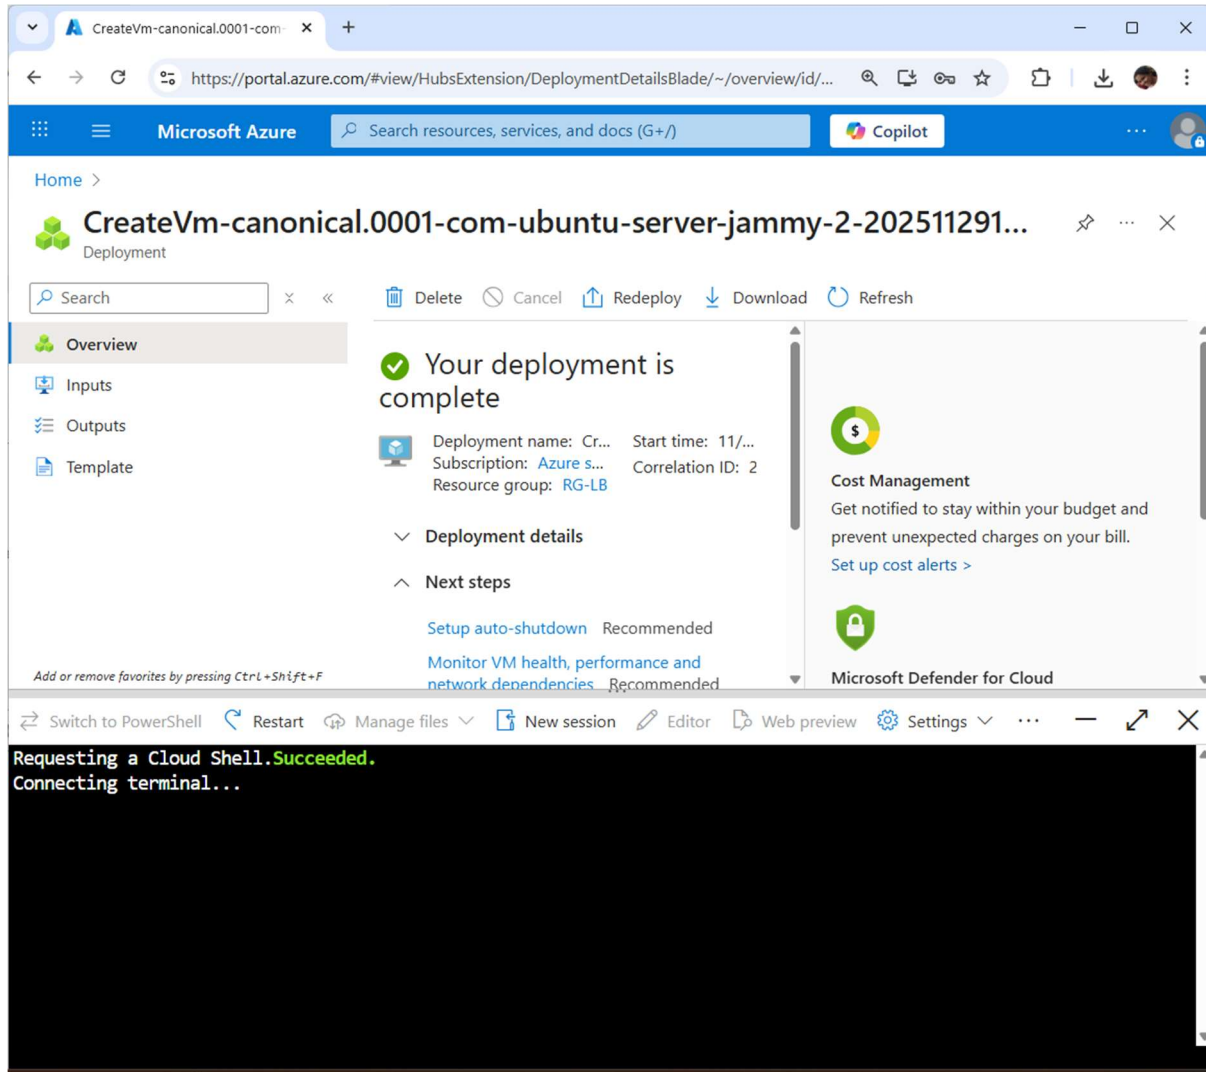 CreateVm-canonical.0001-com-
https://portal.azure.com/#view/HubsExtension/DeploymentDetailsBlade/~/overview/id/...
Microsoft Azure
Search resources, services, and docs (G+/)
Copilot
Home >
CreateVm-canonical.0001-com-ubuntu-server-jammy-2-202511291...
Deployment
Search
Delete
Cancel
Redeploy
Download
Refresh
Overview
Inputs
Outputs
Template
Add or remove favorites by pressing Ctrl+Shift+F
Your deployment is
complete
Deployment name: Cr...
Subscription: Azure s...
Resource group: RG-LB
Start time: 11/...
Correlation ID: 2
Deployment details
Next steps
Setup auto-shutdown Recommended
Monitor VM health, performance and
network dependencies Recommended
$
Cost Management
Get notified to stay within your budget and
prevent unexpected charges on your bill.
Set up cost alerts >
Microsoft Defender for Cloud
Switch to PowerShell
Restart
Manage files
New session
Editor
Web preview
Settings
Requesting a Cloud Shell.Succeeded.
Connecting terminal...